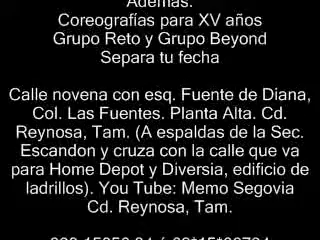 Además:
Coreografías para XV años
Grupo Reto y Grupo Beyond
Separa tu fecha
Calle novena con esq. Fuente de Diana,
Col. Las Fuentes. Planta Alta. Cd.
Reynosa, Tam. (A espaldas de la Sec.
Escandon y cruza con la calle que va
para Home Depot y Diversia, edificio de
ladrillos). You Tube: Memo Segovia
Cd. Reynosa, Tam.